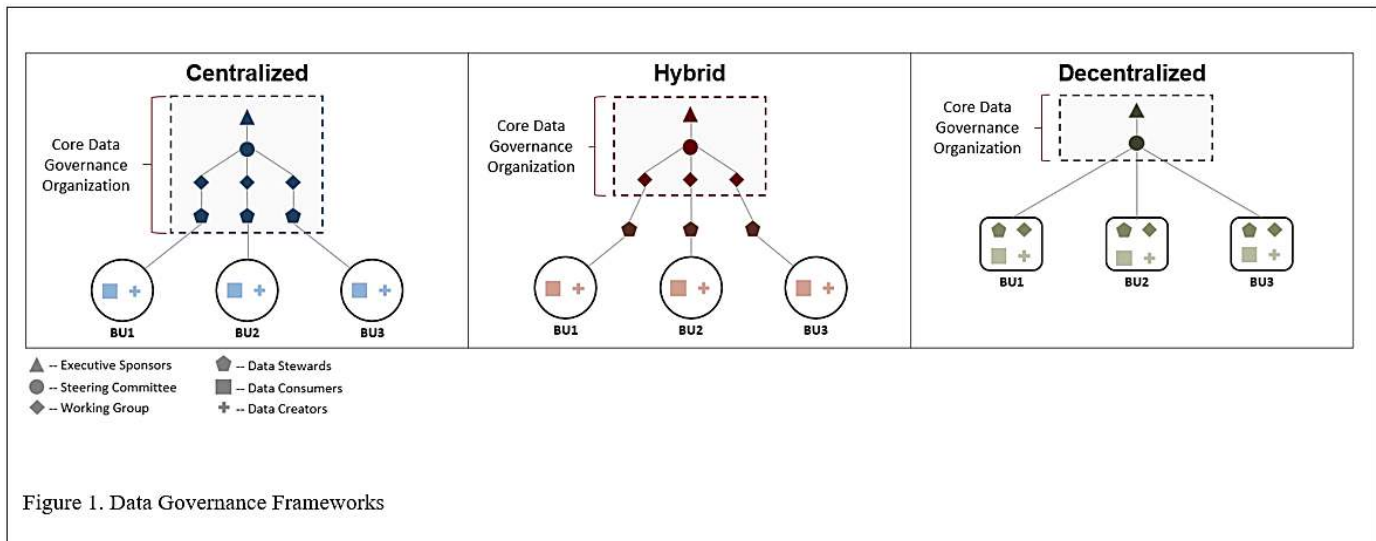 Centralized
Core Data
Governance
Organization
BU1
BU2
BU3
Hybrid
Core Data
Governance
Organization
BU1
BU2
BU3
Decentralized
Core Data
Governance
Organization
BU1
BU2
BU3
-- Executive Sponsors
-- Steering Committee
-- Working Group
-- Data Stewards
-- Data Consumers
-- Data Creators
Figure 1. Data Governance Frameworks